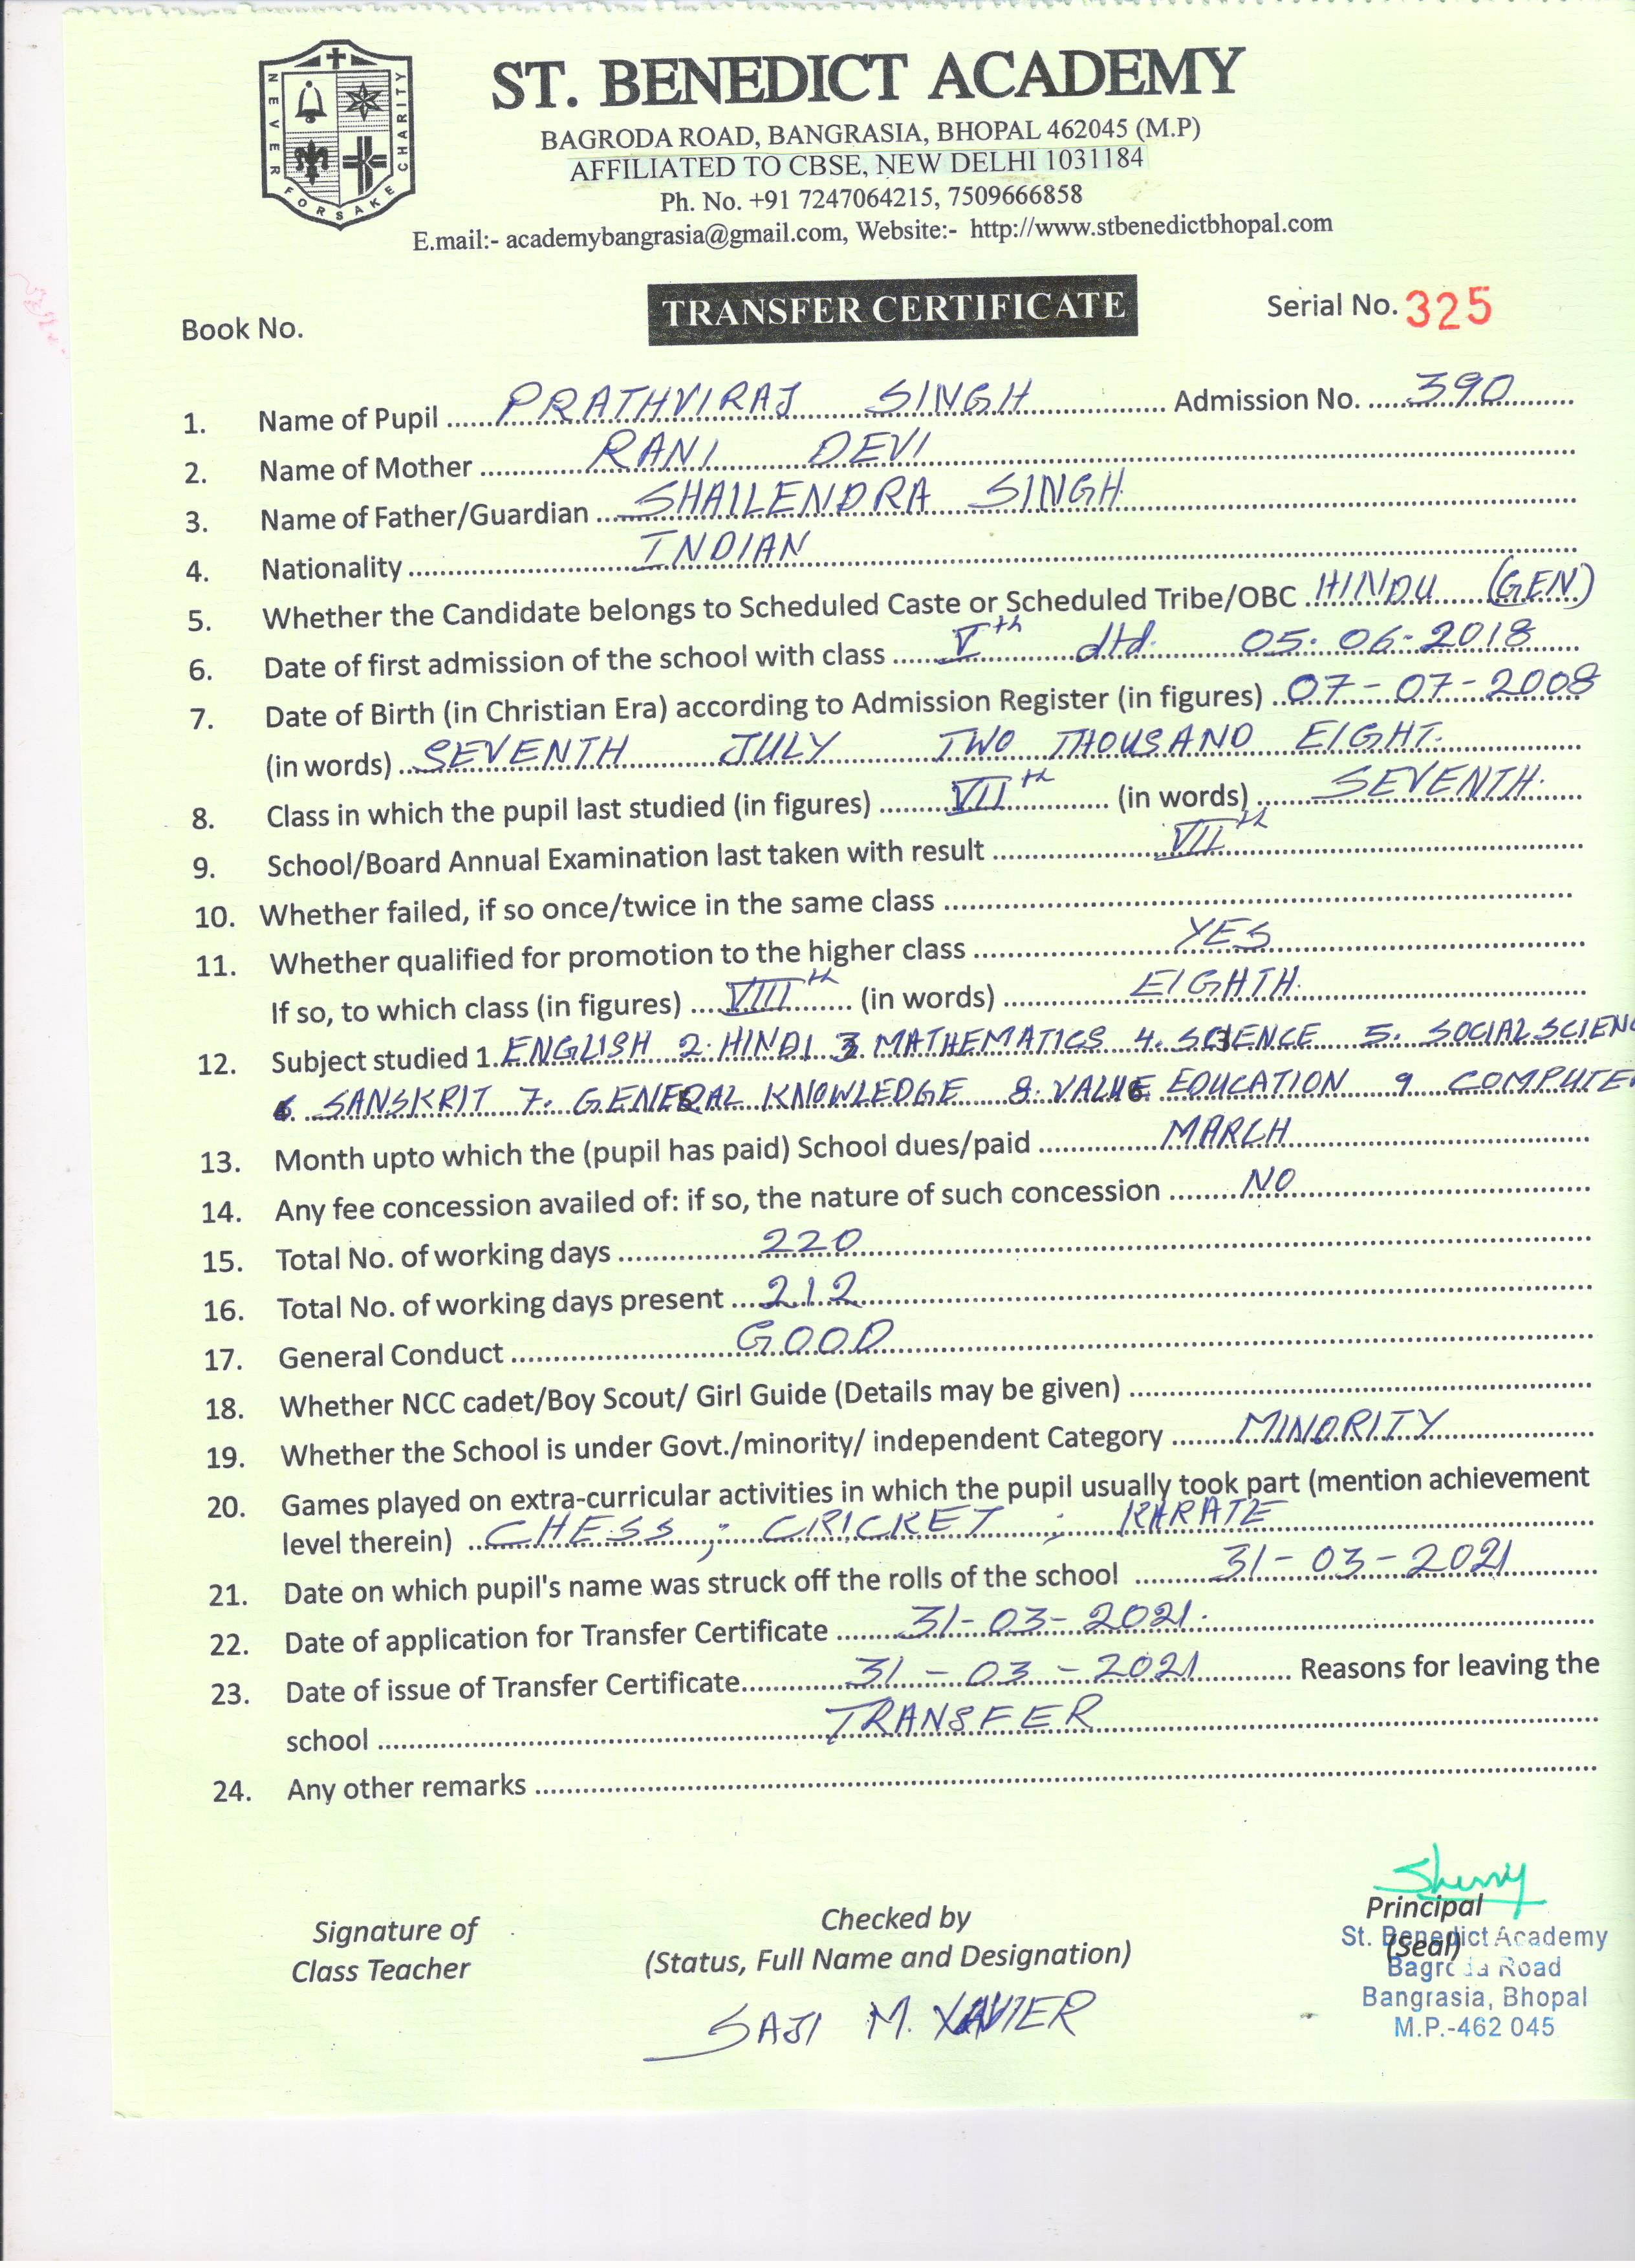 NEVER FORSAKE CHARITY
ST. BENEDICT ACADEMY
BAGRODA ROAD, BANGRASIA, BHOPAL 462045 (M.P)
AFFILIATED TO CBSE, NEW DELHI 1031184
Ph. No. +91 7247064215, 7509666858
E.mail:- academybangrasia@gmail.com, Website:- http://www.stbenedictbhopal.com
Book No. TRANSFER CERTIFICATE Serial No. 325
1. Name of Pupil PRATHVIRAJ SINGH Admission No. 390
2. Name of Mother RANI DEVI
3. Name of Father/Guardian SHAILENDRA SINGH
4. Nationality INDIAN
5. Whether the Candidate belongs to Scheduled Caste or Scheduled Tribe/OBC HINDU (GEN)
6. Date of first admission of the school with class Vth dtd. 05-06-2018
7. Date of Birth (in Christian Era) according to Admission Register (in figures) 07-07-2008
(in words) SEVENTH JULY TWO THOUSAND EIGHT.
8. Class in which the pupil last studied (in figures) VIIth (in words) SEVENTH.
9. School/Board Annual Examination last taken with result VIIth
10. Whether failed, if so once/twice in the same class
11. Whether qualified for promotion to the higher class YES
If so, to which class (in figures) VIIIth (in words) EIGHTH.
12. Subject studied 1. ENGLISH 2. HINDI 3 MATHEMATICS 4. SCIENCE 5. SOCIAL SCIENC
6. SANSKRIT 7. GENERAL KNOWLEDGE 8. VALUE EDUCATION 9 COMPUTE
13. Month upto which the (pupil has paid) School dues/paid MARCH
14. Any fee concession availed of: if so, the nature of such concession NO
15. Total No. of working days 220
16. Total No. of working days present 212
17. General Conduct GOOD
18. Whether NCC cadet/Boy Scout/ Girl Guide (Details may be given)
19. Whether the School is under Govt./minority/ independent Category MINORITY
20. Games played on extra-curricular activities in which the pupil usually took part (mention achievement
level therein) CHESS ; CRICKET ; KARATE
21. Date on which pupil's name was struck off the rolls of the school 31-03-2021
22. Date of application for Transfer Certificate 31-03-2021.
23. Date of issue of Transfer Certificate 31-03-2021 Reasons for leaving the
school TRANSFER
24. Any other remarks
Signature of Class Teacher
Checked by
(Status, Full Name and Designation)
SAJI M. XAVIER
Principal
(Seal)
St. Benedict Academy
Bagroda Road
Bangrasia, Bhopal
M.P.-462 045